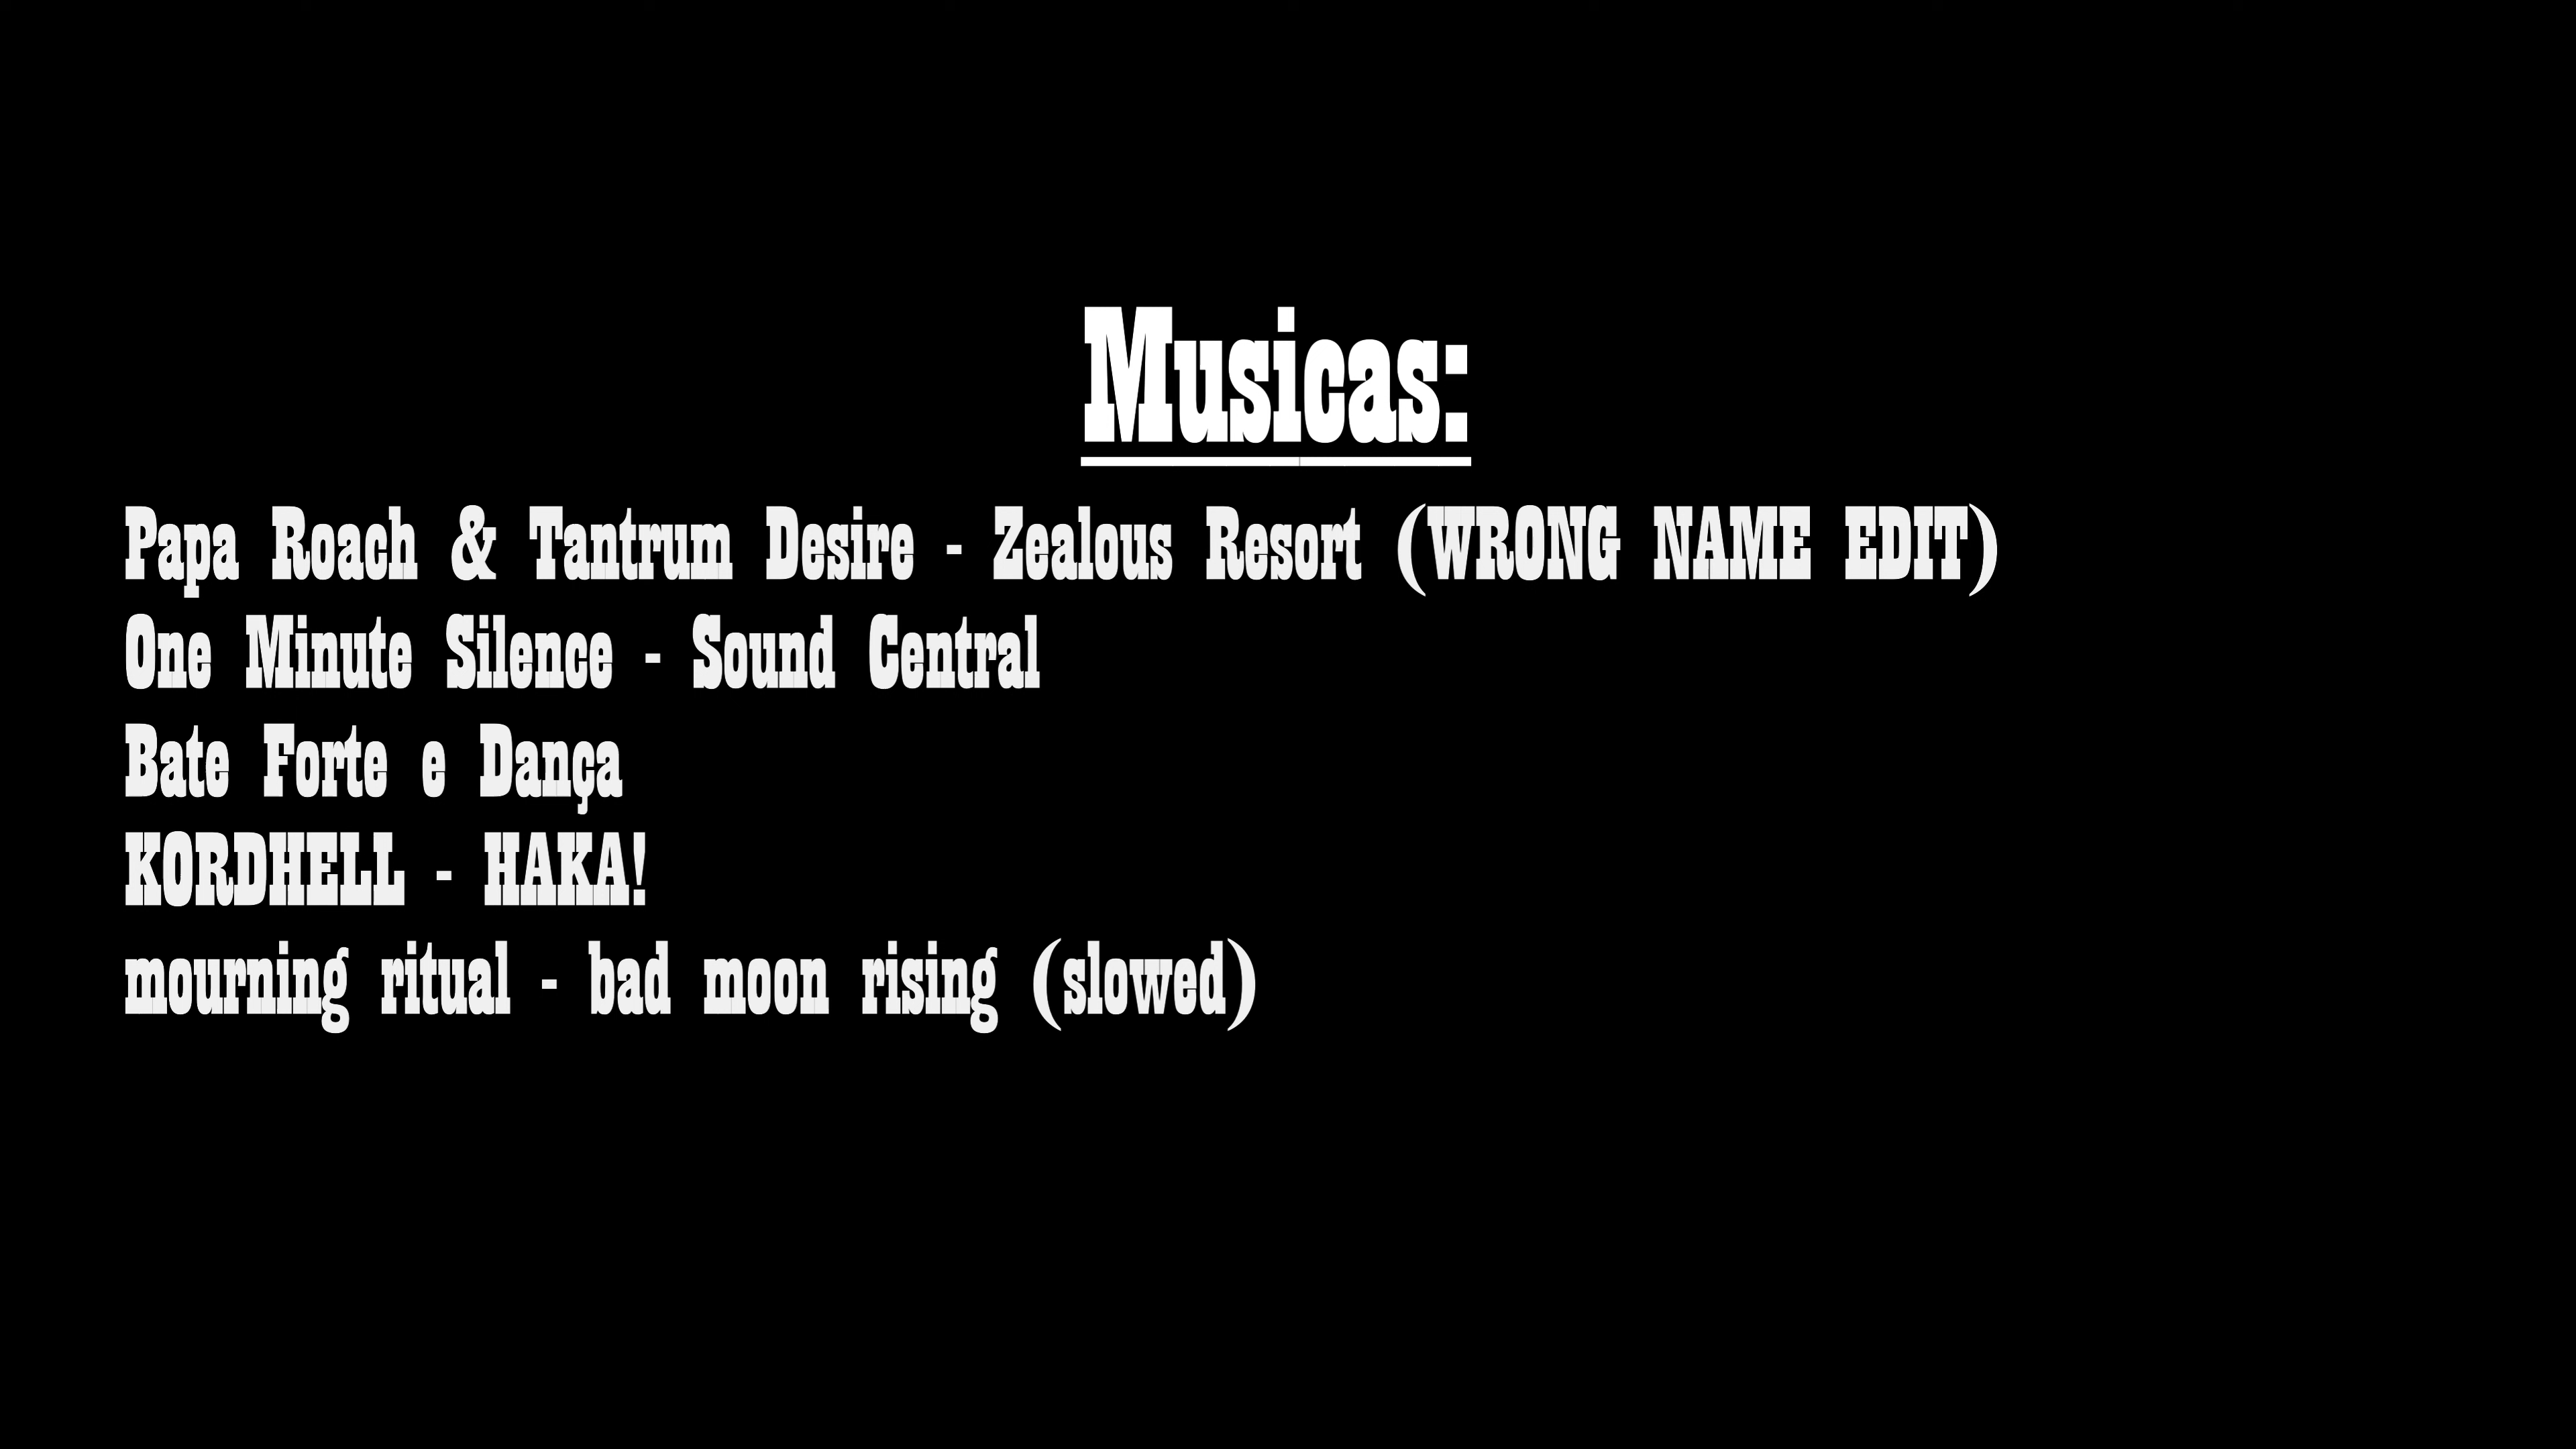 Musicas:
Papa Roach & Tantrum Desire - Zealous Resort (WRONG NAME EDIT)
One Minute Silence - Sound Central
Bate Forte e Dança
KORDHELL - HAKA!
mourning ritual - bad moon rising (slowed)